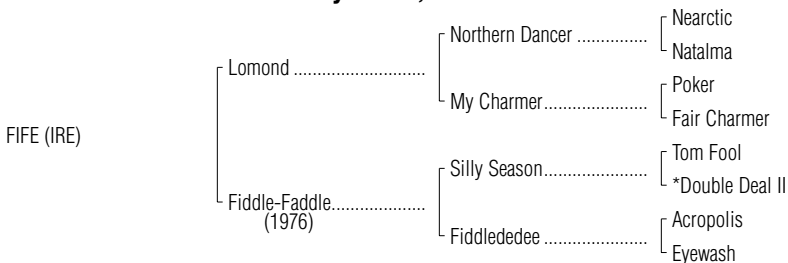 Nearctic
Northern Dancer ...............
Natalma
Lomond ............................
Poker
My Charmer......................
Fair Charmer
FIFE (IRE)
Tom Fool
Silly Season......................
*Double Deal II
Fiddle-Faddle....................
(1976)
Acropolis
Fiddlededee ......................
Eyewash